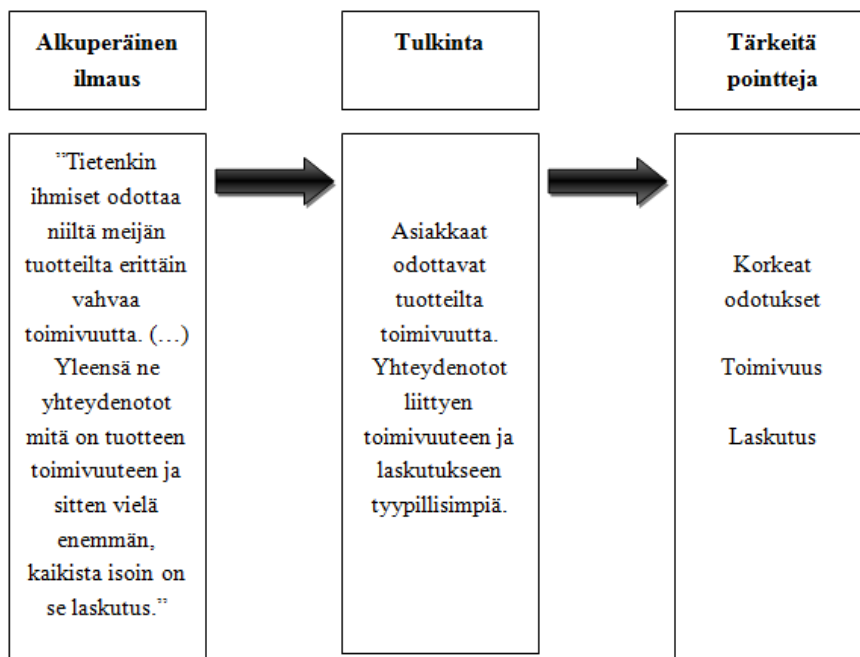 Alkuperäinen
ilmaus
Tulkinta
Tärkeitä
pointteja
”Tietenkin
ihmiset odottaa
niiltä meijän
tuotteilta erittäin
vahvaa
toimivuutta. (…)
Yleensä ne
yhteydenotot
mitä on tuotteen
toimivuuteen ja
sitten vielä
enemmän,
kaikista isoin on
se laskutus.”
Asiakkaat
odottavat
tuotteilta
toimivuutta.
Yhteydenotot
liittyen
toimivuuteen ja
laskutukseen
tyypillisimpiä.
Korkeat
odotukset
Toimivuus
Laskutus